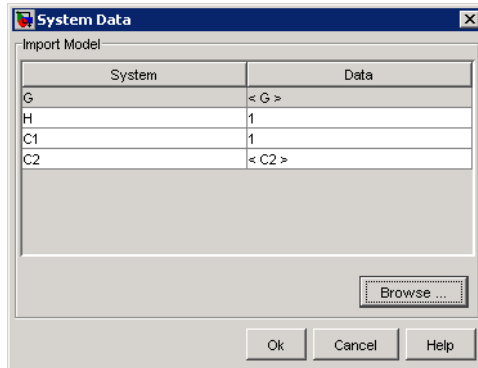 System Data
Import Model
System Data
G < G >
H 1
C1 1
C2 < C2 >
Browse ...
Ok Cancel Help